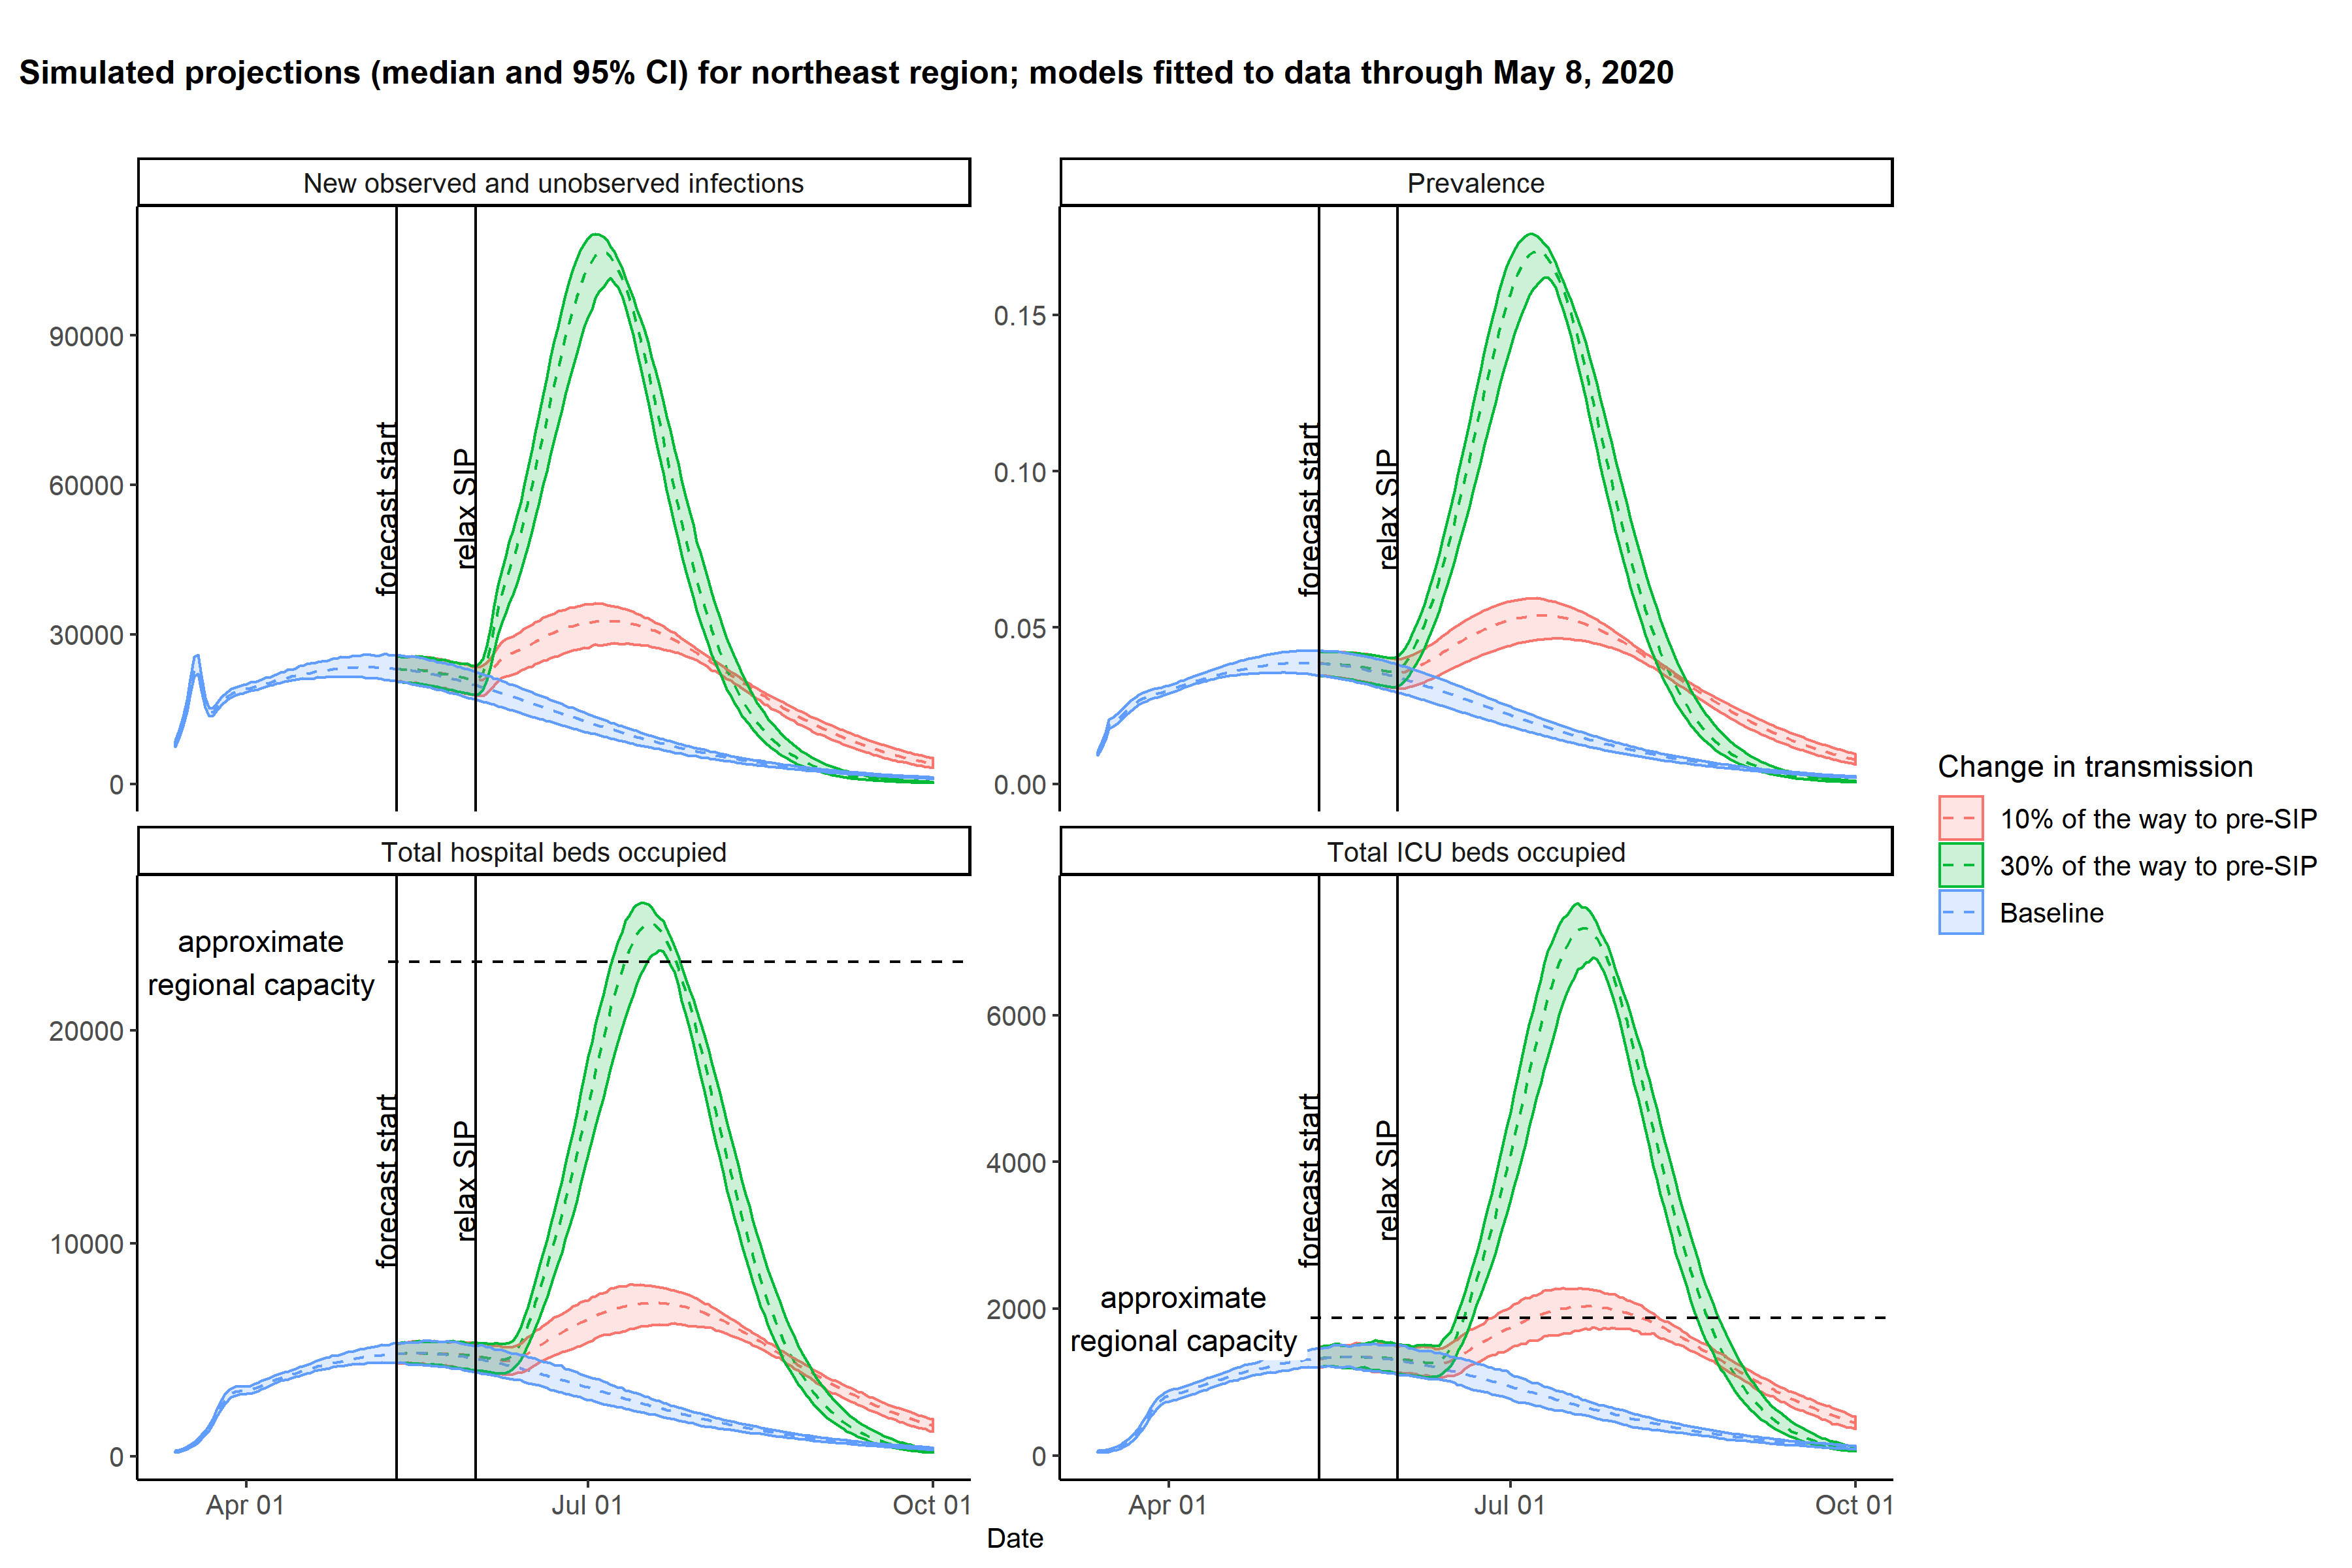 Simulated projections (median and 95% CI) for northeast region; models fitted to data through May 8, 2020
New observed and unobserved infections
90000
60000
30000
0
forecast start
relax SIP
Prevalence
0.15
0.10
0.05
0.00
forecast start
relax SIP
Total hospital beds occupied
approximate
regional capacity
20000
10000
0
forecast start
relax SIP
Apr 01
Jul 01
Oct 01
Total ICU beds occupied
6000
4000
2000
0
approximate
regional capacity
forecast start
relax SIP
Apr 01
Jul 01
Oct 01
Date
Change in transmission
10% of the way to pre-SIP
30% of the way to pre-SIP
Baseline